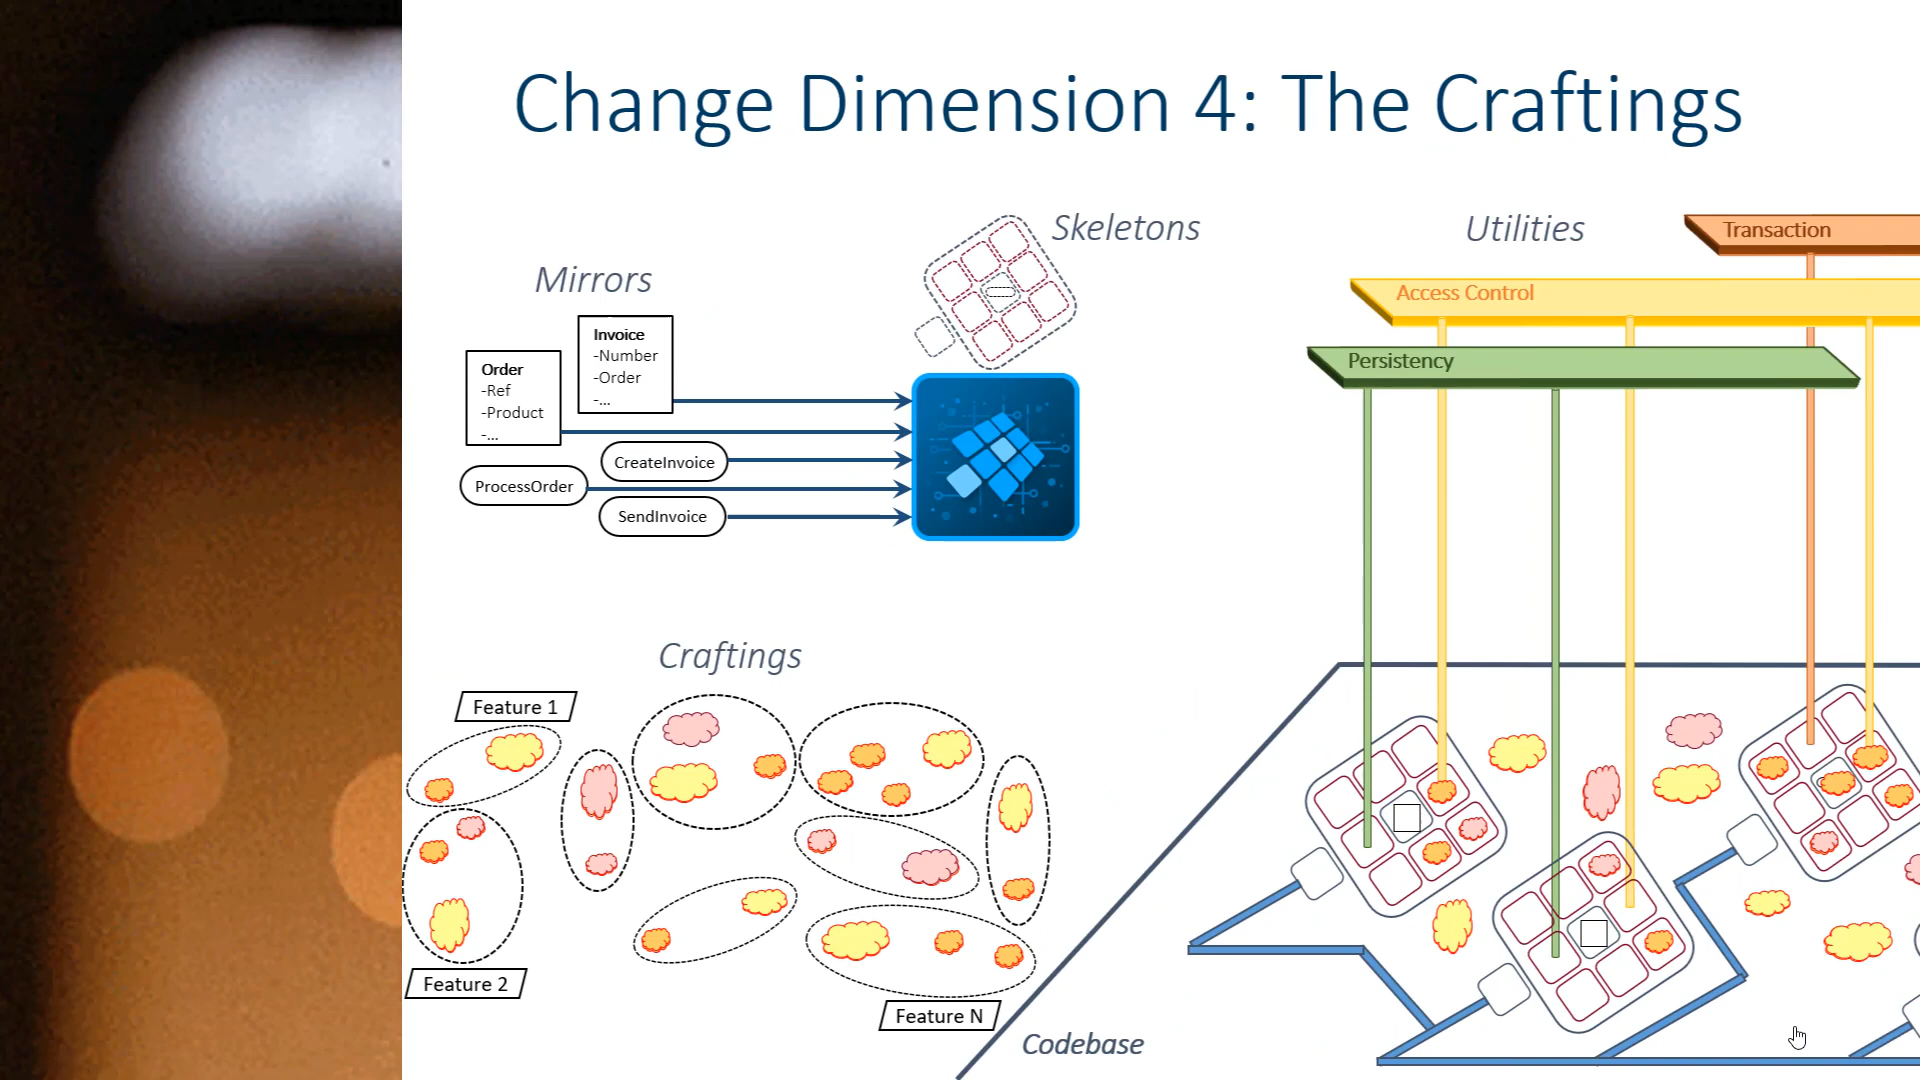 Change Dimension 4: The Craftings
Skeletons
Utilities
Transaction
Mirrors
Access Control
Invoice
-Number
-Order
-...
Persistency
Order
-Ref
-Product
-...
CreateInvoice
ProcessOrder
SendInvoice
Craftings
Feature 1
Feature 2
Feature N
Codebase